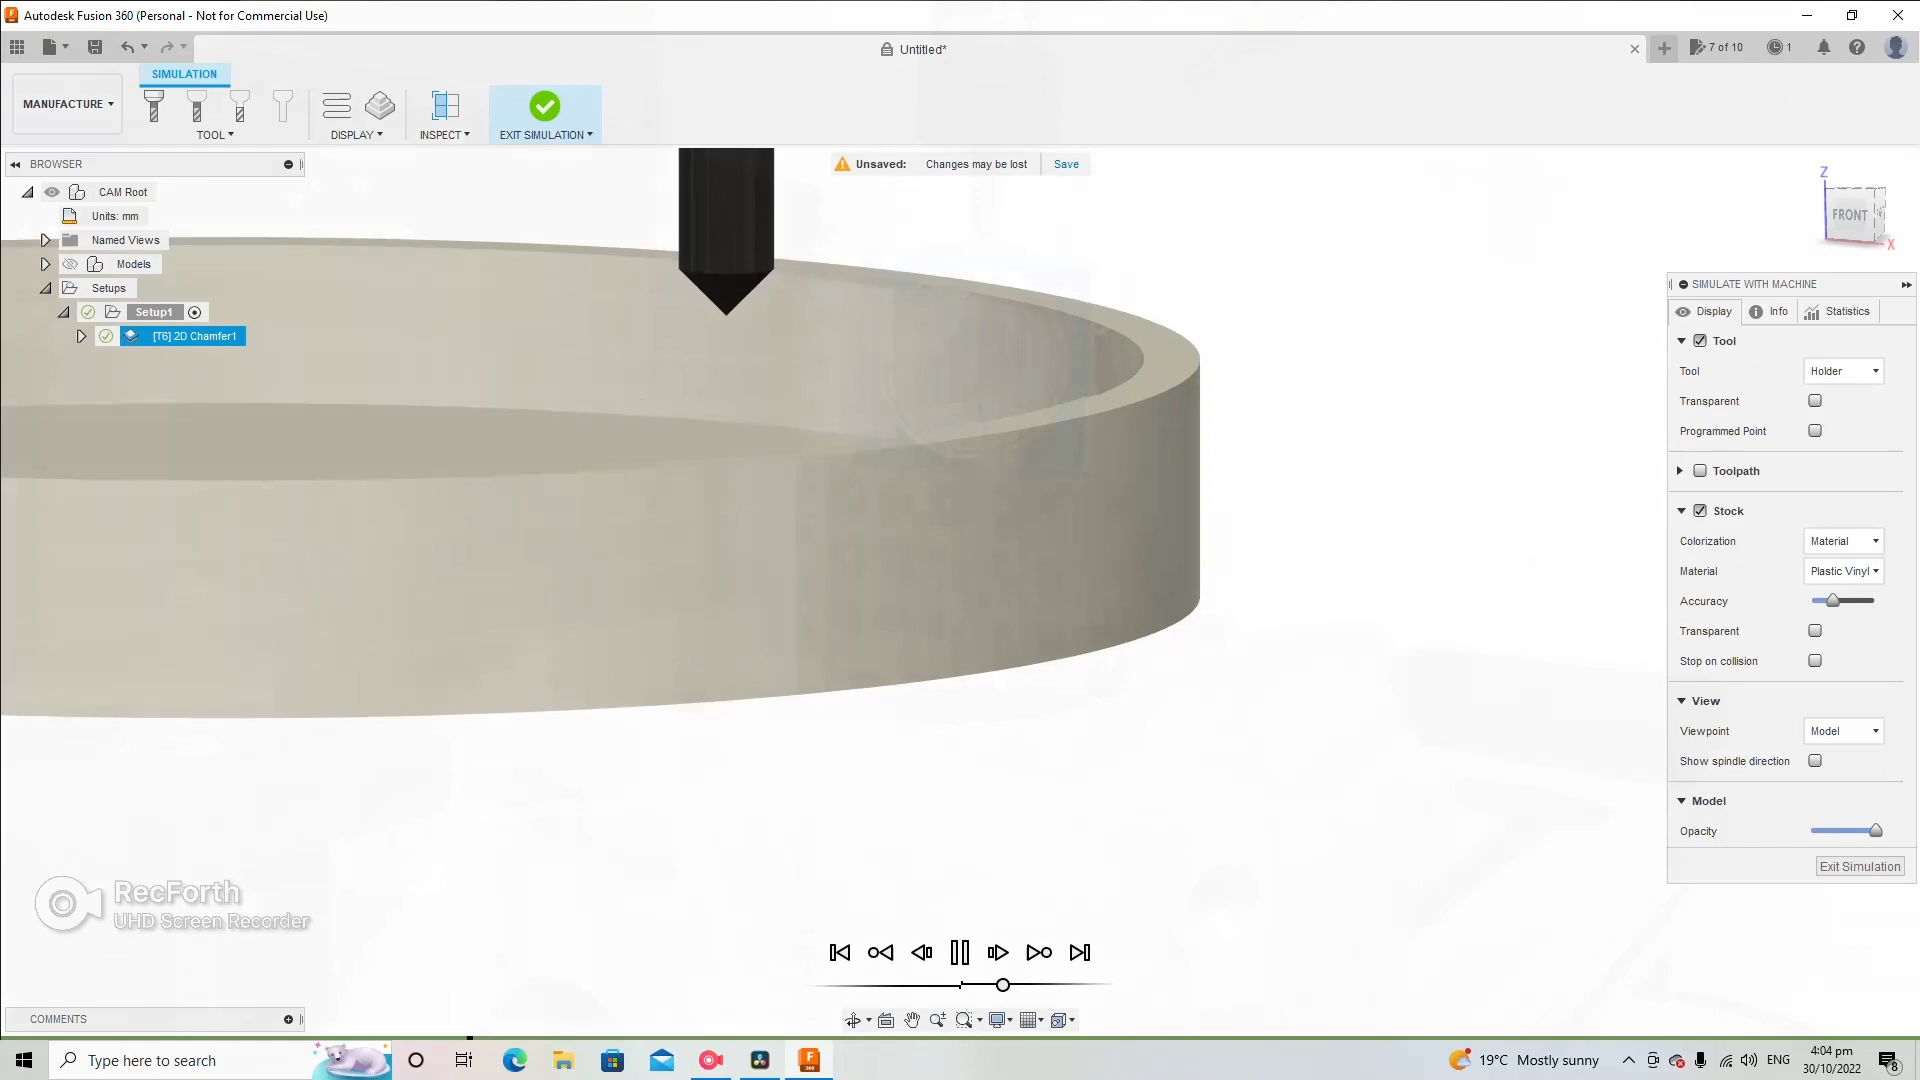 Autodesk Fusion 360 (Personal - Not for Commercial Use)
Untitled*
7 of 10
1
SIMULATION
MANUFACTURE
TOOL
DISPLAY
INSPECT
EXIT SIMULATION
BROWSER
Unsaved: Changes may be lost Save
CAM Root
Units: mm
Named Views
Models
Setups
Setup1
[T6] 2D Chamfer1
Z
FRONT
X
SIMULATE WITH MACHINE
Display Info Statistics
Tool
Tool Holder
Transparent
Programmed Point
Toolpath
Stock
Colorization Material
Material Plastic Vinyl
Accuracy
Transparent
Stop on collision
View
Viewpoint Model
Show spindle direction
Model
Opacity
Exit Simulation
RecForth
UHD Screen Recorder
COMMENTS
Type here to search
19°C Mostly sunny
ENG
4:04 pm
30/10/2022
8